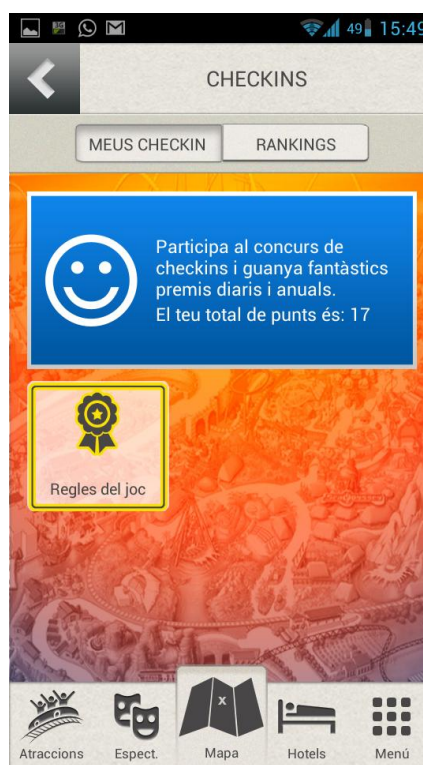 3G
49 15:49
CHECKINS
MEUS CHECKIN RANKINGS
Participa al concurs de
checkins i guanya fantàstics
premis diaris i anuals.
El teu total de punts és: 17
Regles del joc
x
Atraccions Espect. Mapa Hotels Menú